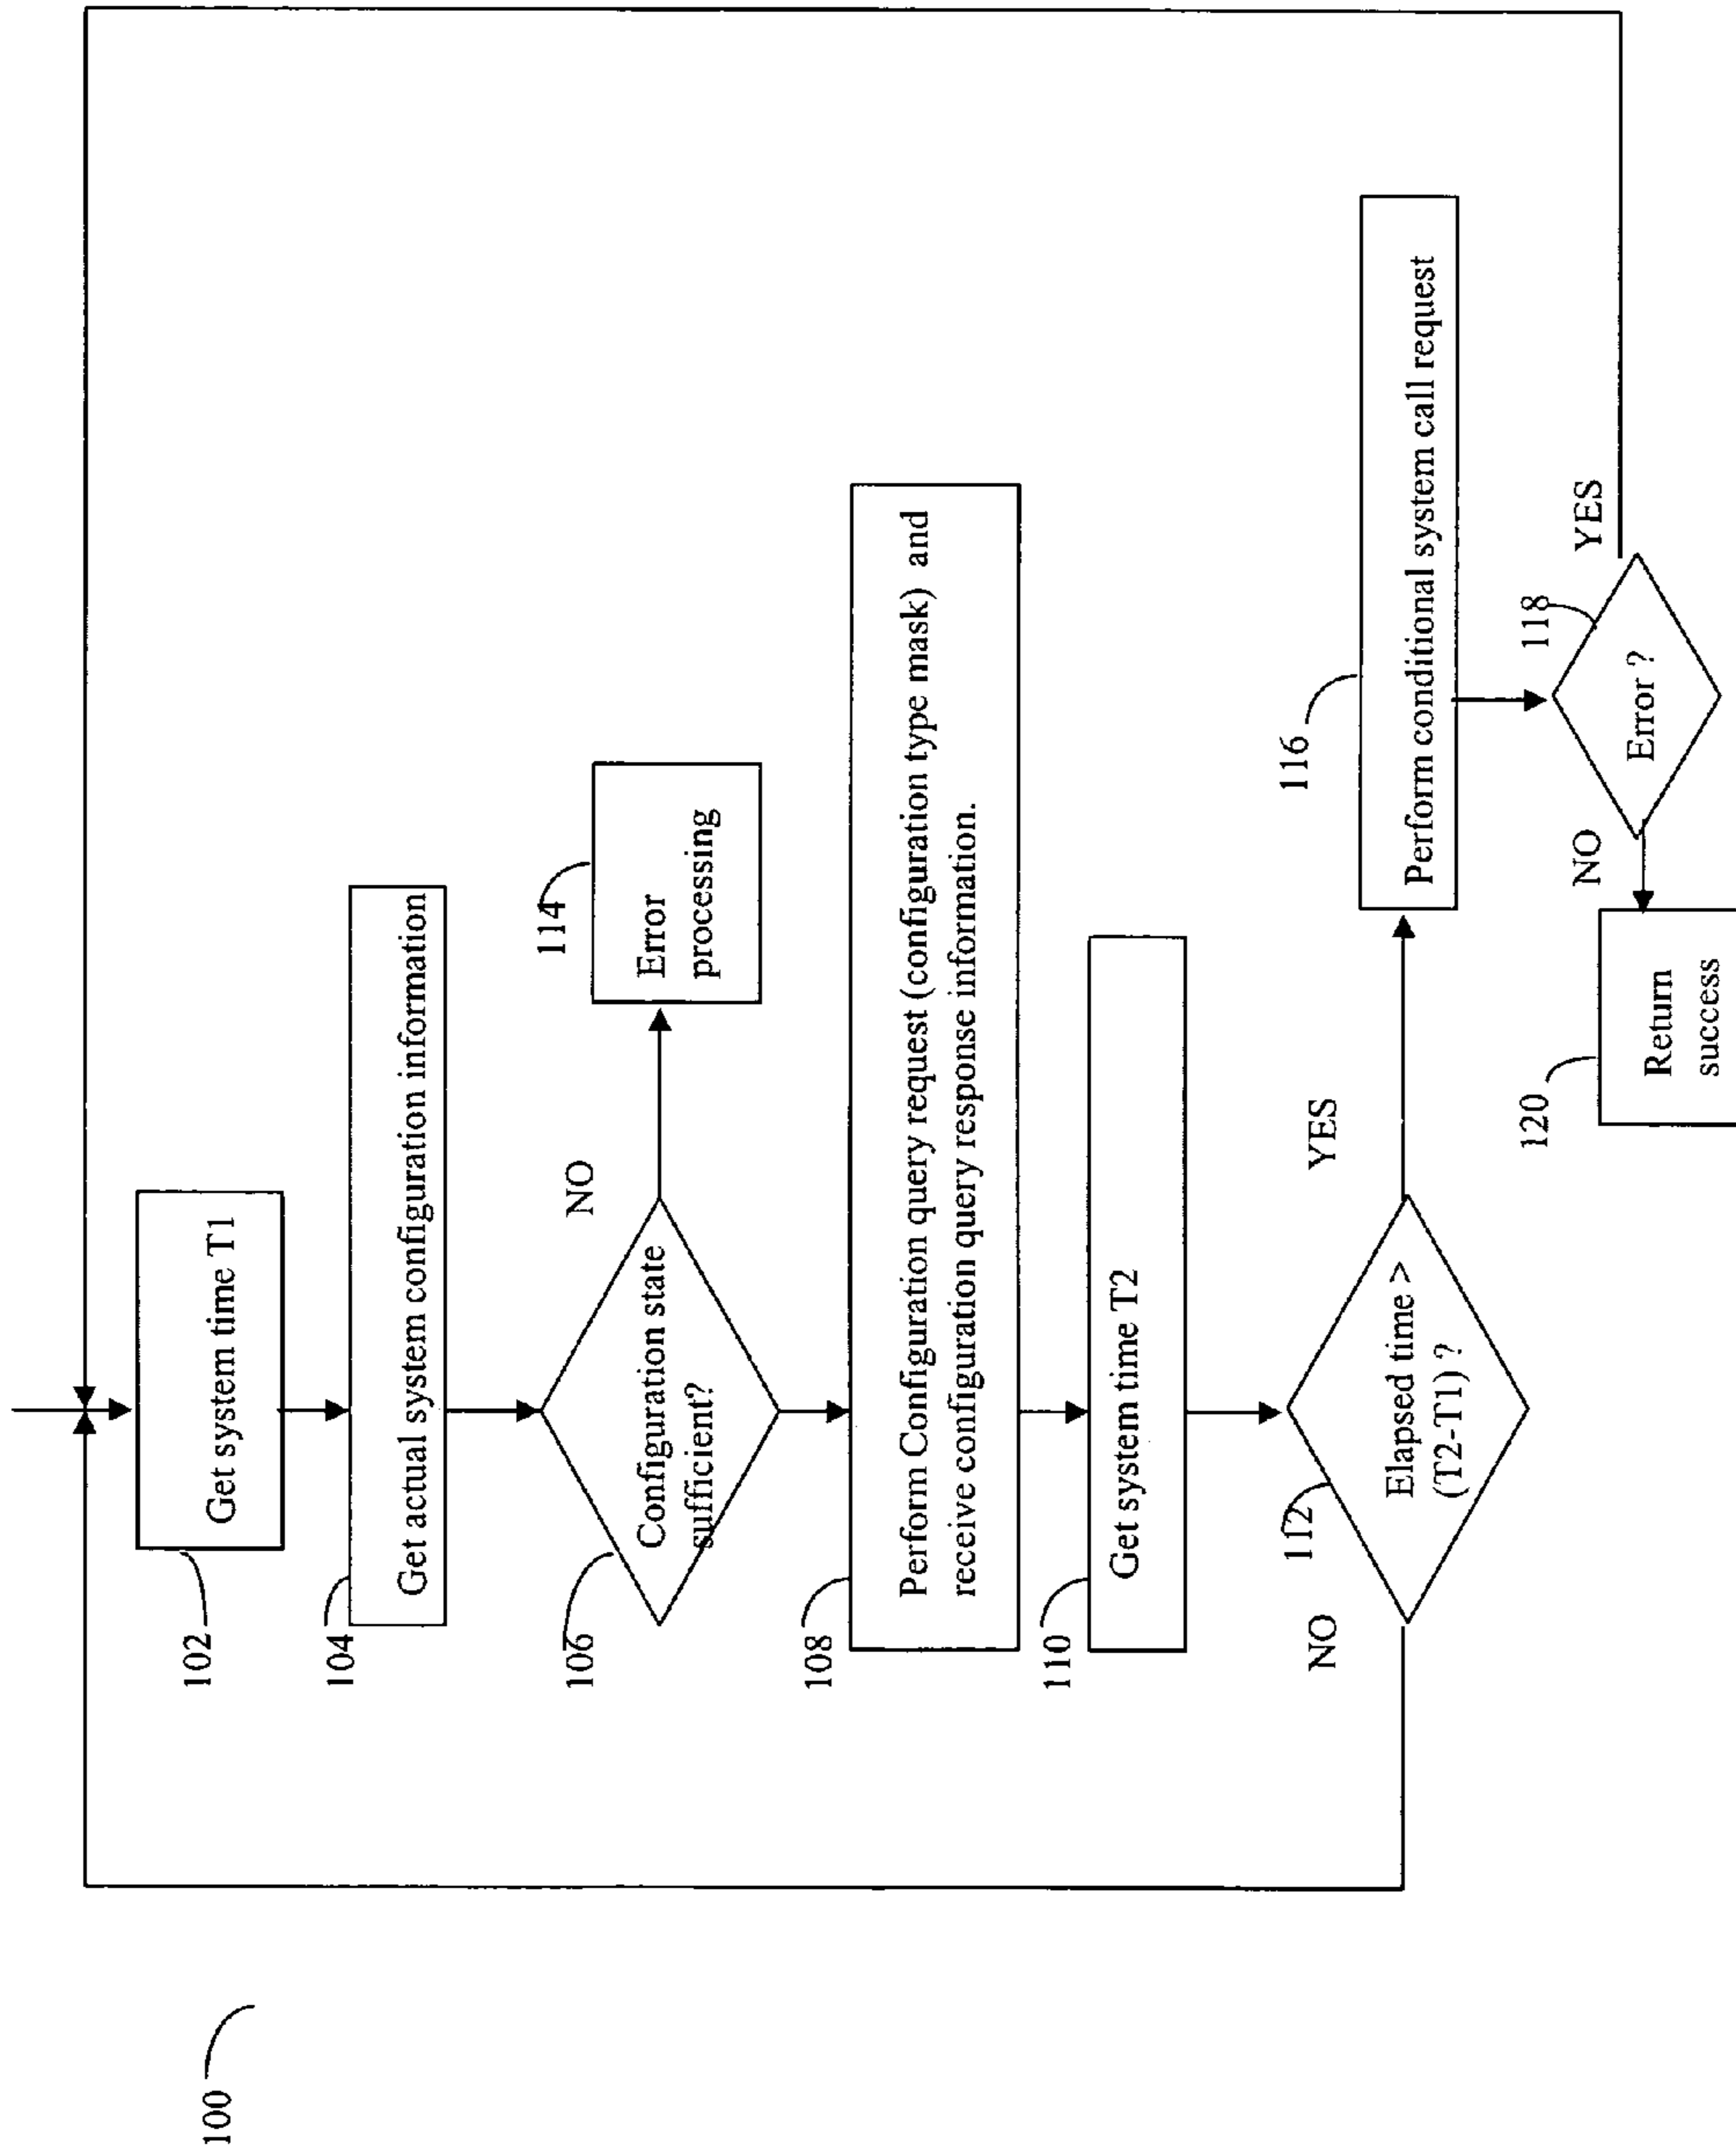 100
102
Get system time T1
104
Get actual system configuration information
106
Configuration state
sufficient?
NO
114
Error
processing
108
Perform Configuration query request (configuration type mask) and
receive configuration query response information.
110
Get system time T2
112
Elapsed time >
(T2-T1) ?
NO
YES
116
Perform conditional system call request
118
Error ?
YES
NO
120
Return
success